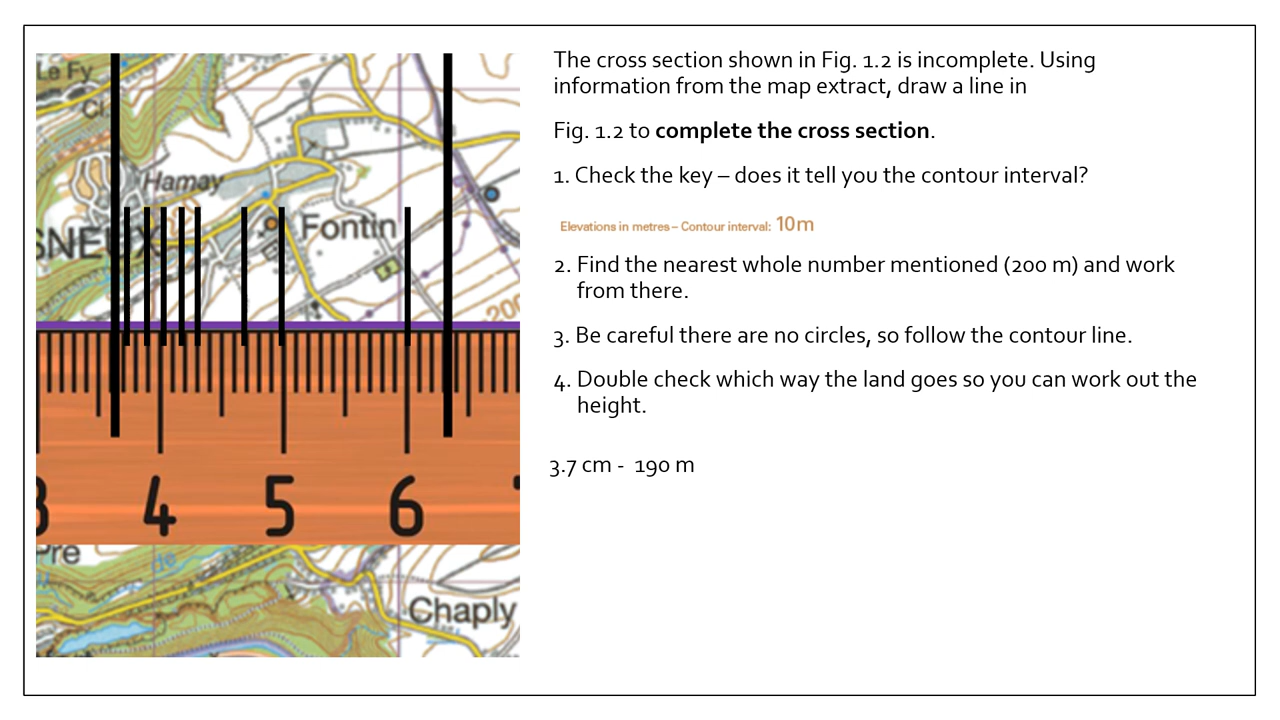 The cross section shown in Fig. 1.2 is incomplete. Using
information from the map extract, draw a line in
Fig. 1.2 to complete the cross section.
1. Check the key – does it tell you the contour interval?
Elevations in metres – Contour interval: 10m
2. Find the nearest whole number mentioned (200 m) and work
from there.
3. Be careful there are no circles, so follow the contour line.
4. Double check which way the land goes so you can work out the
height.
3.7 cm - 190 m
Le Fy
Cl
Hamay
SNEUX
Fontin
200
3 4 5 6
Pre
de
Chaply